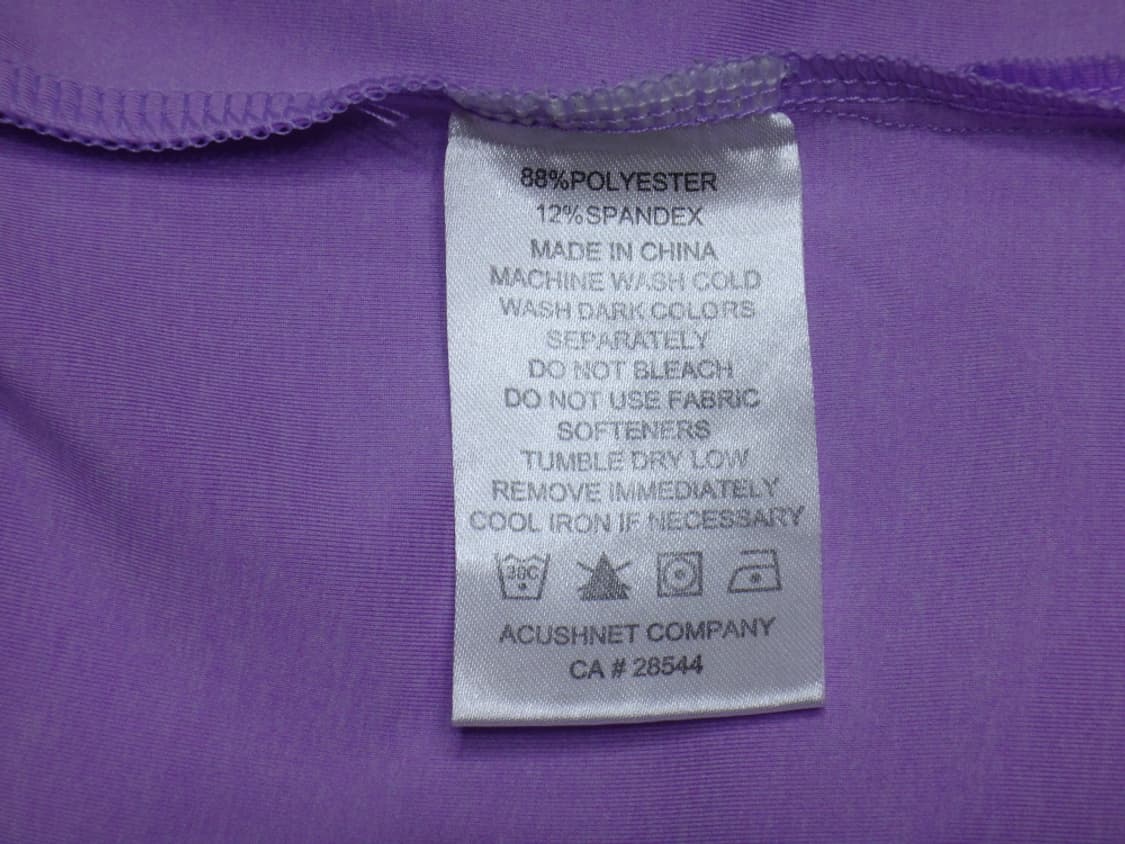 88%POLYESTER
12%SPANDEX
MADE IN CHINA
MACHINE WASH COLD
WASH DARK COLORS
SEPARATELY
DO NOT BLEACH
DO NOT USE FABRIC
SOFTENERS
TUMBLE DRY LOW
REMOVE IMMEDIATELY
COOL IRON IF NECESSARY
30C
ACUSHNET COMPANY
CA # 28544